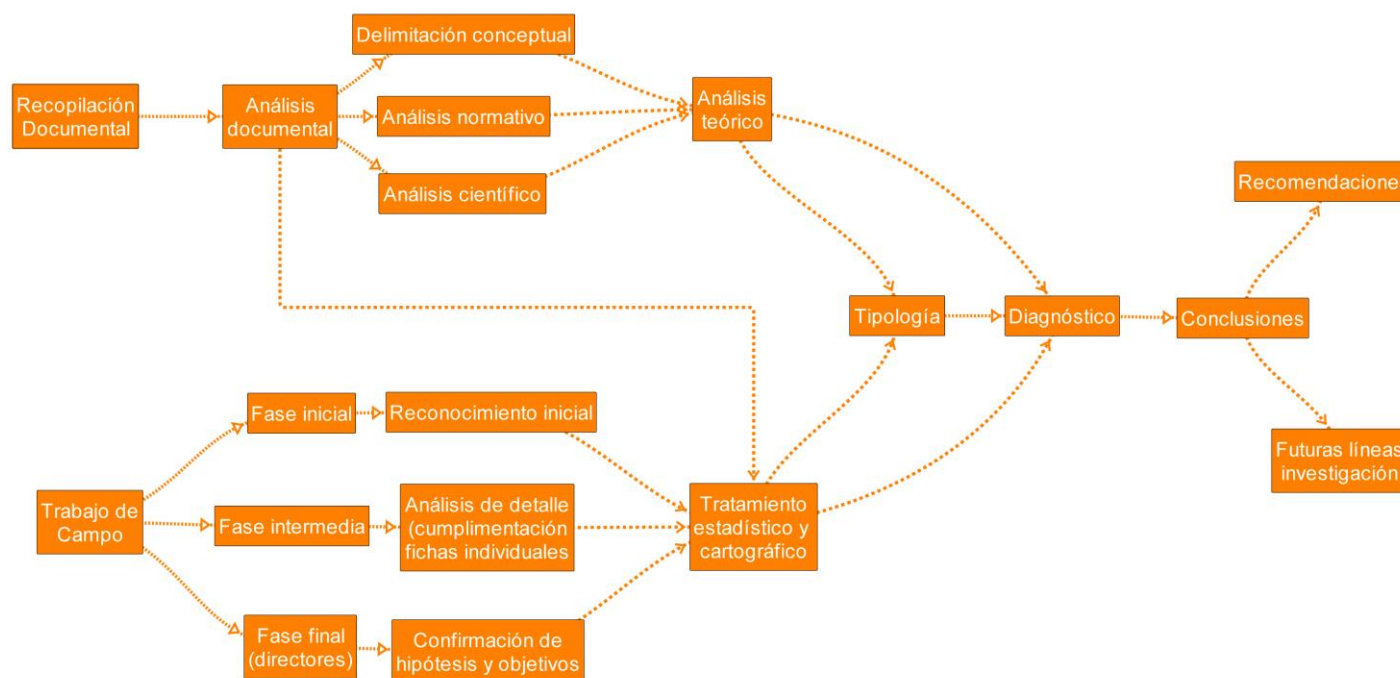 Delimitación conceptual
Recopilación
Documental
Análisis
documental
Análisis normativo
Análisis científico
Análisis
teórico
Recomendacione
Tipología
Diagnóstico
Conclusiones
Futuras líneas
investigación
Fase inicial
Reconocimiento inicial
Trabajo de
Campo
Fase intermedia
Análisis de detalle
(cumplimentación
fichas individuales
Tratamiento
estadístico y
cartográfico
Fase final
(directores)
Confirmación de
hipótesis y objetivos